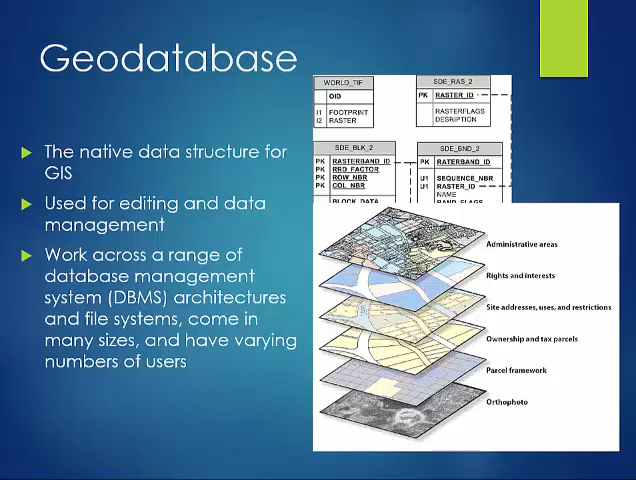 Geodatabase
The native data structure for
GIS
Used for editing and data
management
Work across a range of
database management
system (DBMS) architectures
and file systems, come in
many sizes, and have varying
numbers of users
WORLD_TIF
OID
I1 FOOTPRINT
I2 RASTER
SDE_RAS_2
PK RASTER_ID
RASTERFLAGS
DESRIPTION
SDE_BLK_2
PK RASTERBAND_ID
PK RRD_FACTOR
PK ROW_NBR
PK COL_NBR
BLOCK_DATA
SDE_BND_2
PK RATERBAND_ID
U1 SEQUENCE_NBR
U1 RASTER_ID
NAME
BAND_FLAGS
Administrative areas
Rights and interests
Site addresses, uses, and restrictions
Ownership and tax parcels
Parcel framework
Orthophoto